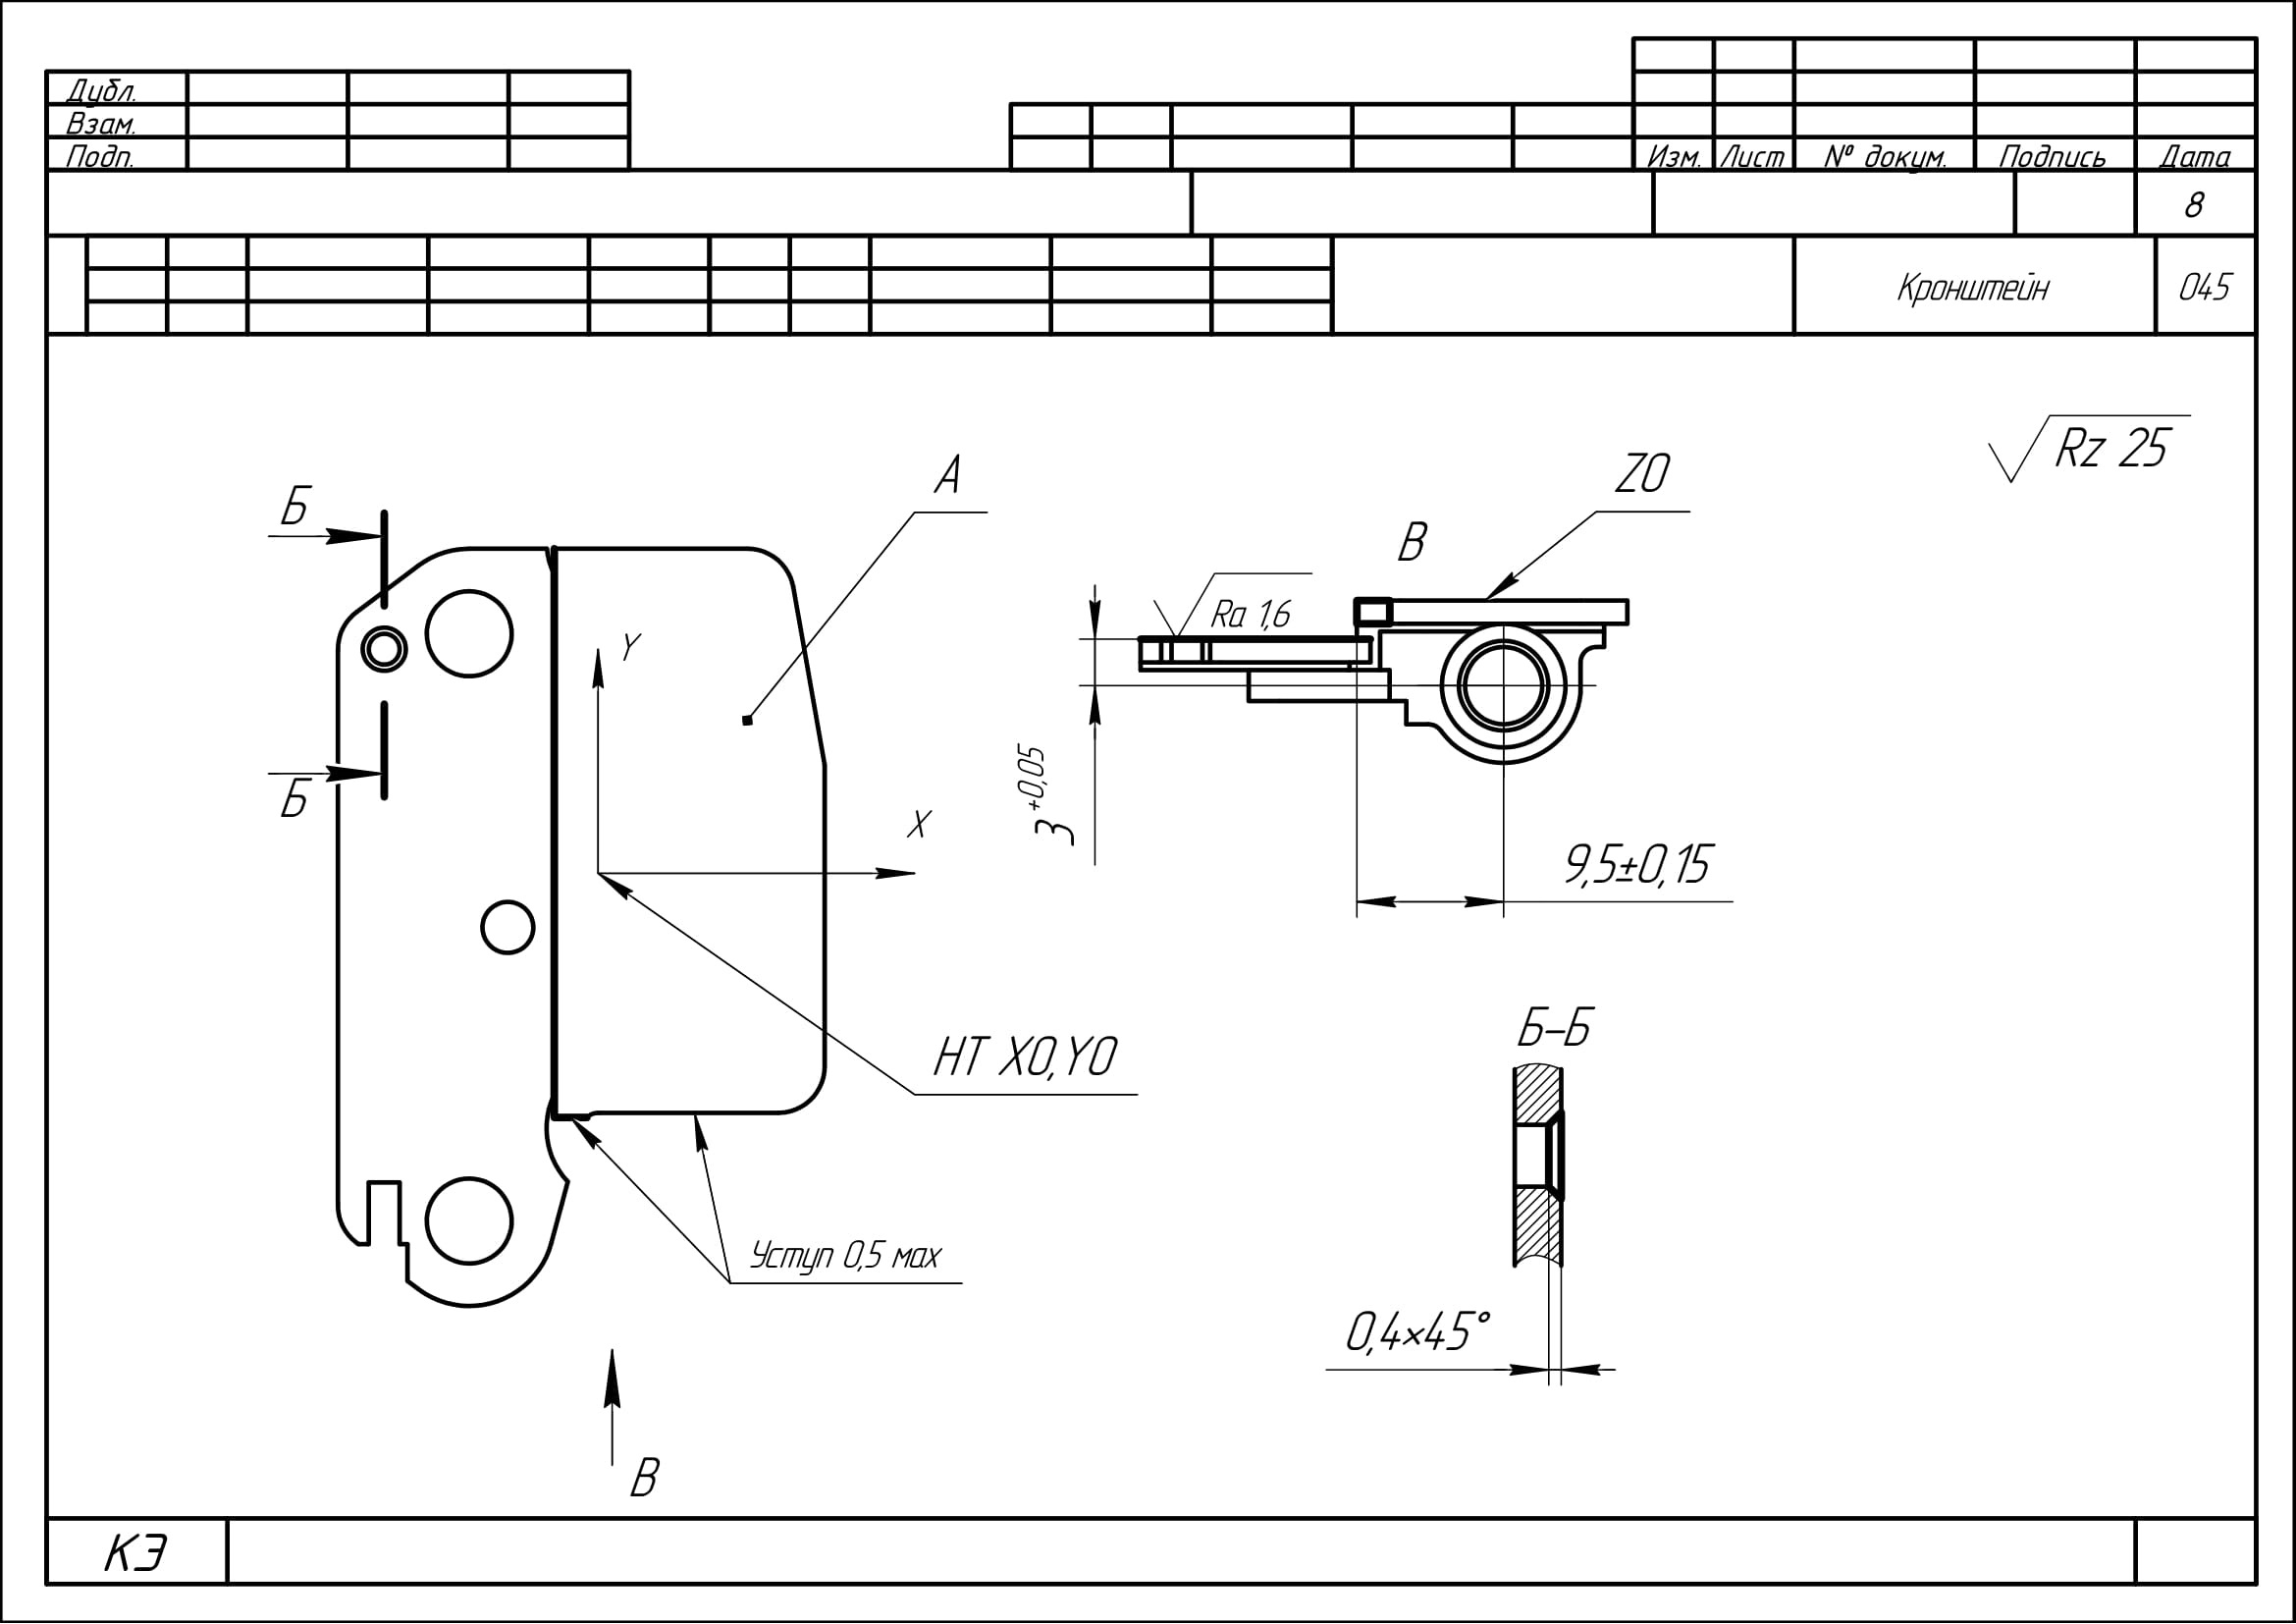 Дубл.
Взам.
Подп.
Изм. Лист № докум. Подпись Дата
8
Кронштейн 045
Rz 25
А
Z0
Б
В
Ra 1,6
Y
Б
X
3 +0,05
9,5±0,15
НТ X0,Y0
Б-Б
Уступ 0,5 мах
0,4×45°
В
КЭ